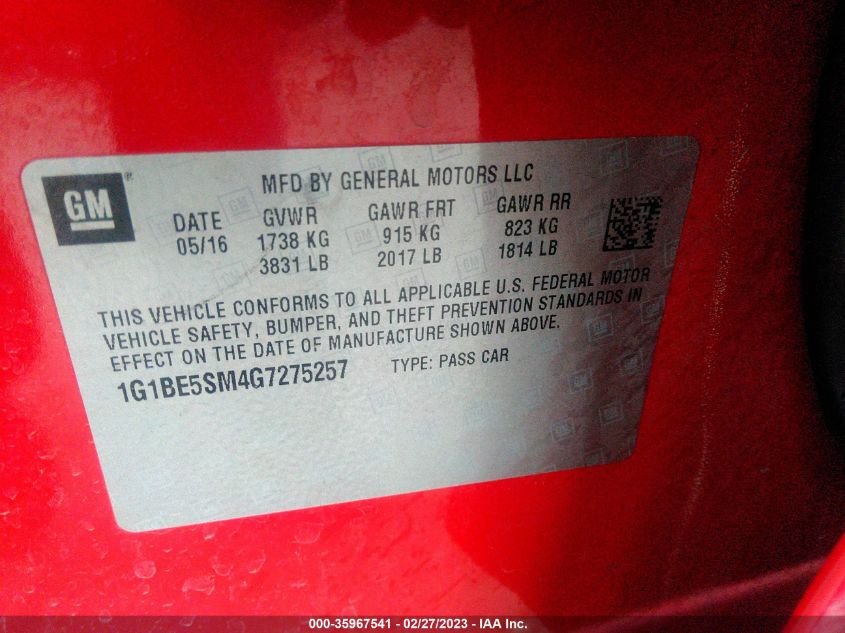 GM
MFD BY GENERAL MOTORS LLC
DATE GVWR GAWR FRT GAWR RR
05/16 1738 KG 915 KG 823 KG
3831 LB 2017 LB 1814 LB
THIS VEHICLE CONFORMS TO ALL APPLICABLE U.S. FEDERAL MOTOR
VEHICLE SAFETY, BUMPER, AND THEFT PREVENTION STANDARDS IN
EFFECT ON THE DATE OF MANUFACTURE SHOWN ABOVE.
1G1BE5SM4G7275257 TYPE: PASS CAR
000-35967541 - 02/27/2023 - IAA Inc.